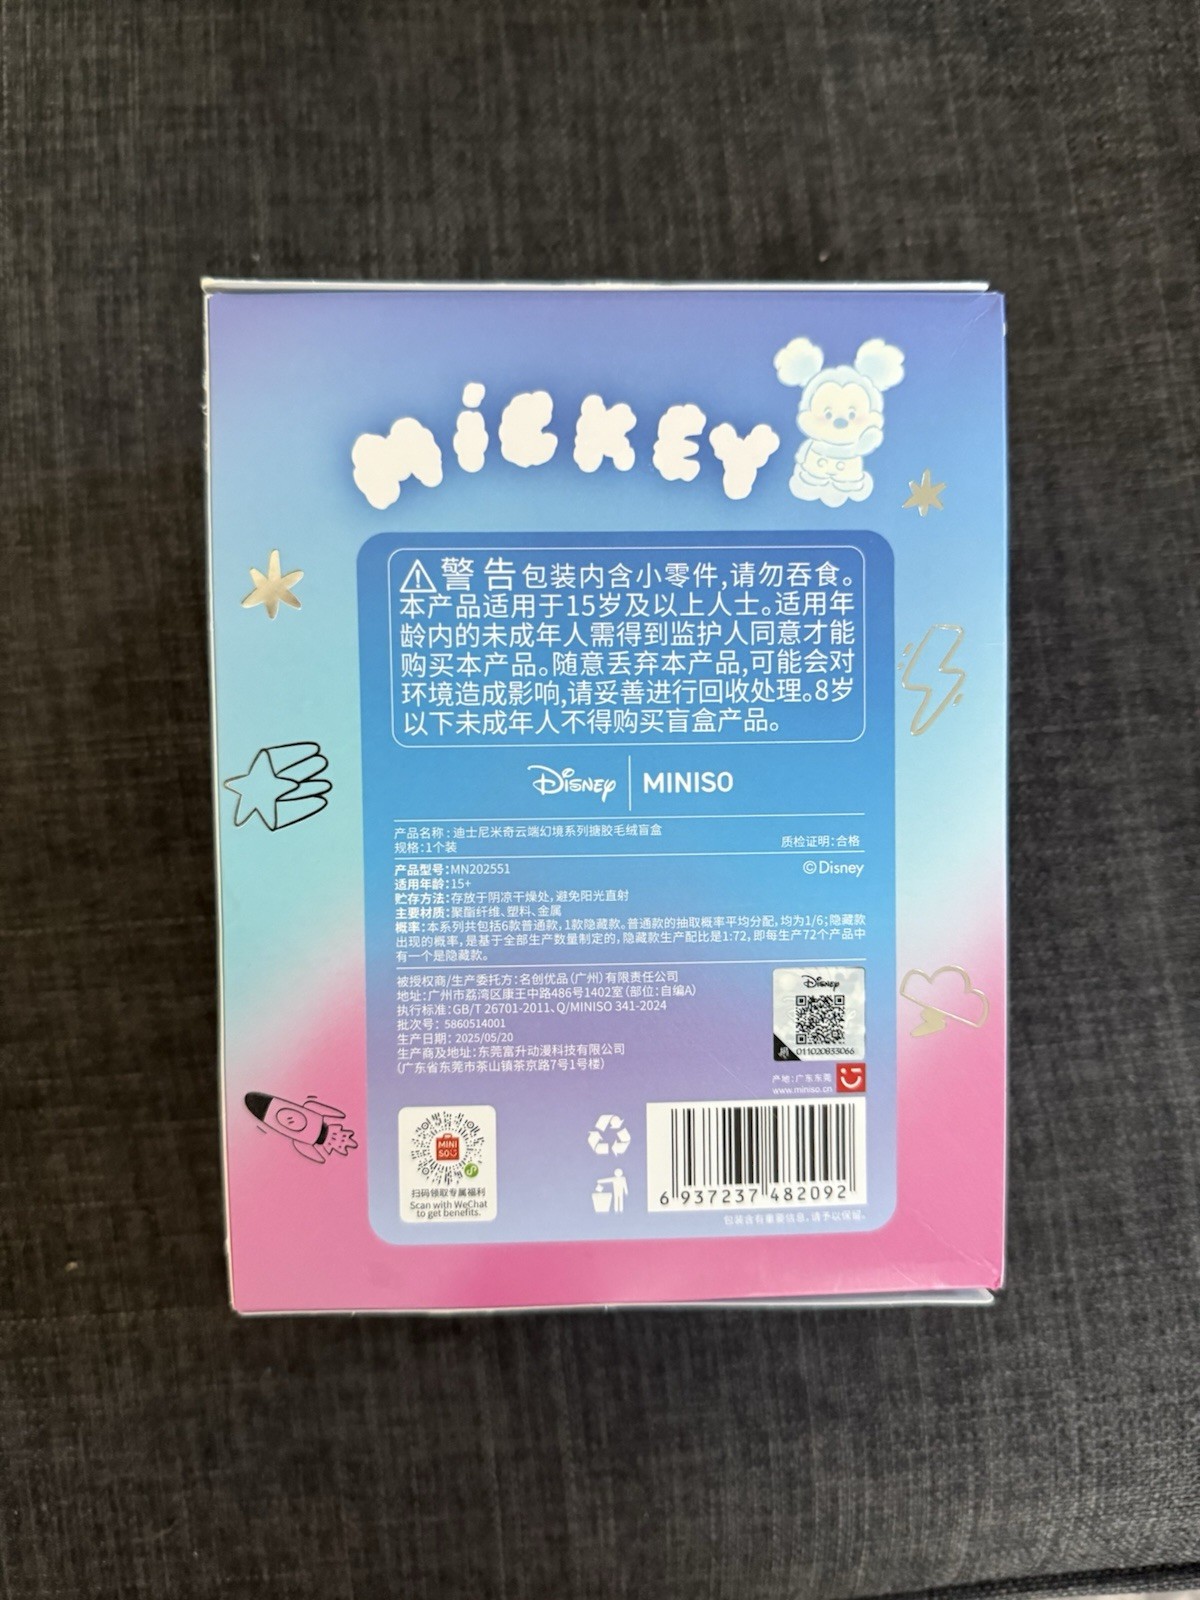 MiCKEY
警告包装内含小零件,请勿吞食。
本产品适用于15岁及以上人士。适用年
龄内的未成年人需得到监护人同意才能
购买本产品。随意丢弃本产品,可能会对
环境造成影响,请妥善进行回收处理。8岁
以下未成年人不得购买盲盒产品。
Disney | MINISO
产品名称:迪士尼米奇云端幻境系列搪胶毛绒盲盒
规格:1个装
质检证明:合格
产品型号:MN202551
©Disney
适用年龄:15+
贮存方法:存放于阴凉干燥处,避免阳光直射
主要材质:聚酯纤维、塑料、金属
概率:本系列共包括6款普通款,1款隐藏款。普通款的抽取概率平均分配,均为1/6;隐藏款
出现的概率,是基于全部生产数量制定的,隐藏款生产配比是1:72,即每生产72个产品中
有一个是隐藏款。
被授权商/生产委托方:名创优品(广州)有限责任公司
地址:广州市荔湾区康王中路486号1402室(部位:自编A)
执行标准:GB/T 26701-2011、Q/MINISO 341-2024
批次号:5860514001
生产日期:2025/05/20
生产商及地址:东莞富升动漫科技有限公司
(广东省东莞市茶山镇茶京路7号1号楼)
Disney
011020833066
产地:广东东莞
www.miniso.cn
MINI
SO
扫码领取专属福利
Scan with WeChat
to get benefits.
6 937237 482092
包装含有重要信息,请予以保留。